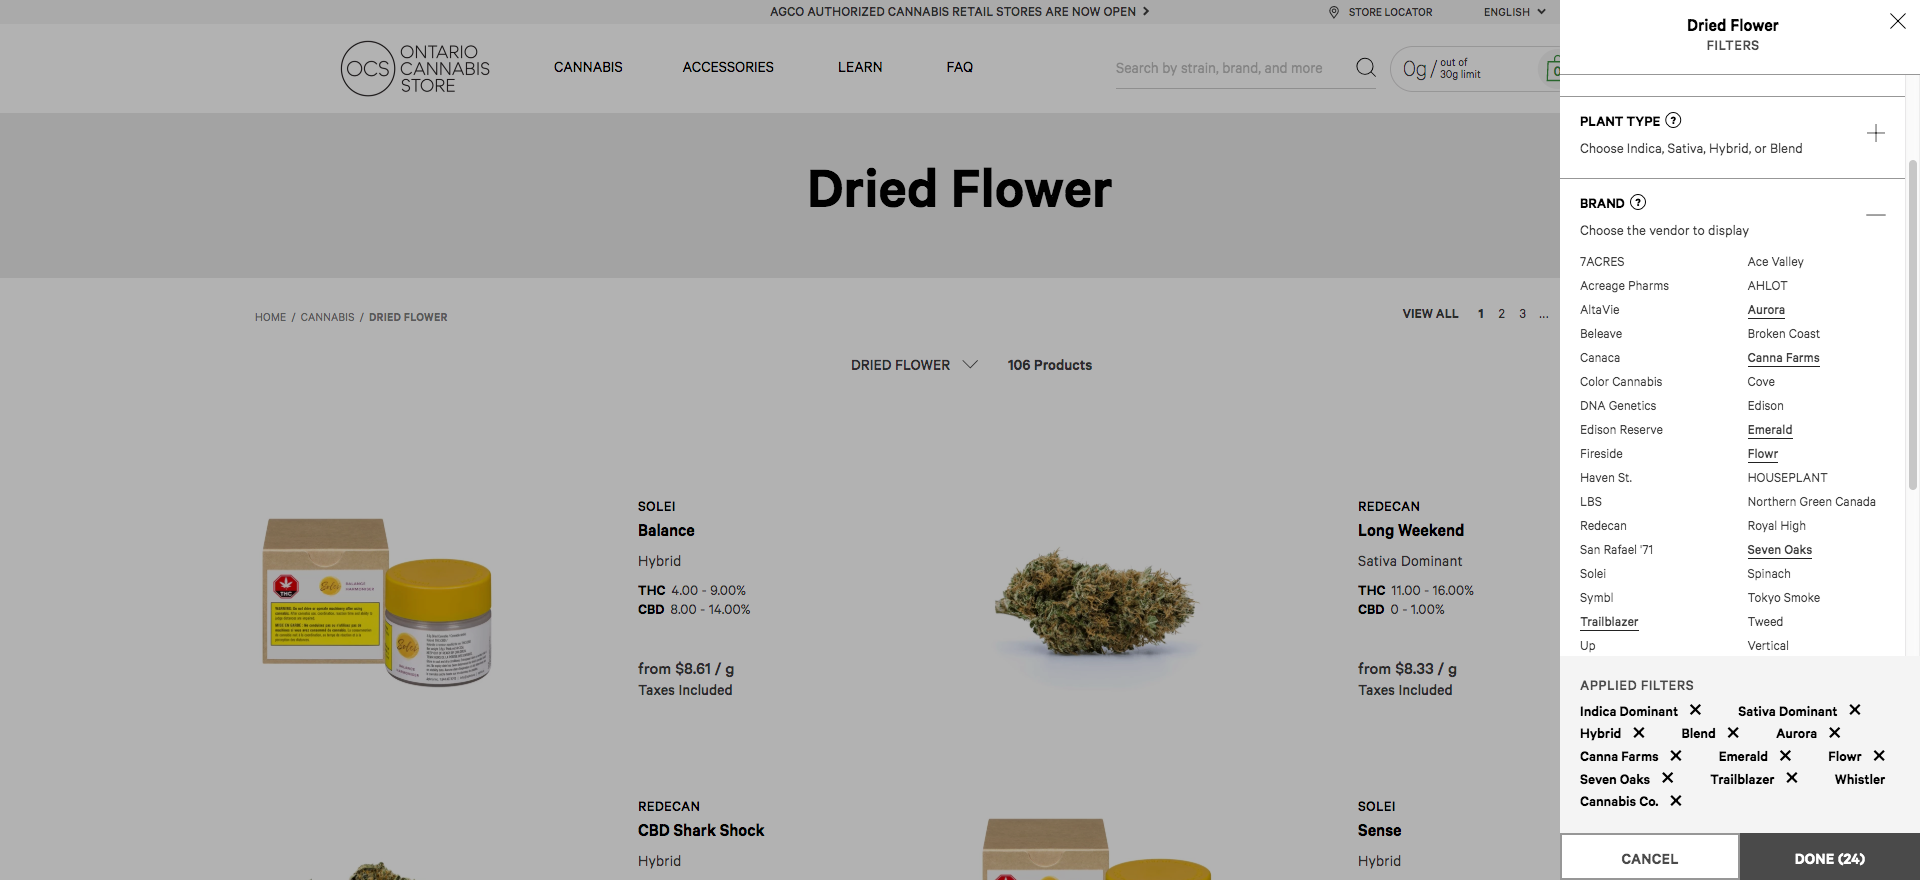 AGCO AUTHORIZED CANNABIS RETAIL STORES ARE NOW OPEN
STORE LOCATOR
ENGLISH
OCS
ONTARIO
CANNABIS
STORE
CANNABIS
ACCESSORIES
LEARN
FAQ
Search by strain, brand, and more
0g / out of
30g limit
0
Dried Flower
HOME / CANNABIS / DRIED FLOWER
VIEW ALL 1 2 3 ...
DRIED FLOWER
106 Products
SOLEI
Balance
Hybrid
THC 4.00 - 9.00%
CBD 8.00 - 14.00%
from $8.61 / g
Taxes Included
THC
Solei
BALANCE
Solei
BALANCE
REDECAN
Long Weekend
Sativa Dominant
THC 11.00 - 16.00%
CBD 0 - 1.00%
from $8.33 / g
Taxes Included
REDECAN
CBD Shark Shock
Hybrid
SOLEI
Sense
Hybrid
Dried Flower
FILTERS
PLANT TYPE ?
Choose Indica, Sativa, Hybrid, or Blend
BRAND ?
Choose the vendor to display
7ACRES
Ace Valley
Acreage Pharms
AHLOT
AltaVie
Aurora
Beleave
Broken Coast
Canaca
Canna Farms
Color Cannabis
Cove
DNA Genetics
Edison
Edison Reserve
Emerald
Fireside
Flowr
Haven St.
HOUSEPLANT
LBS
Northern Green Canada
Redecan
Royal High
San Rafael '71
Seven Oaks
Solei
Spinach
Symbl
Tokyo Smoke
Trailblazer
Tweed
Up
Vertical
APPLIED FILTERS
Indica Dominant
Sativa Dominant
Hybrid
Blend
Aurora
Canna Farms
Emerald
Flowr
Seven Oaks
Trailblazer
Whistler
Cannabis Co.
CANCEL
DONE (24)